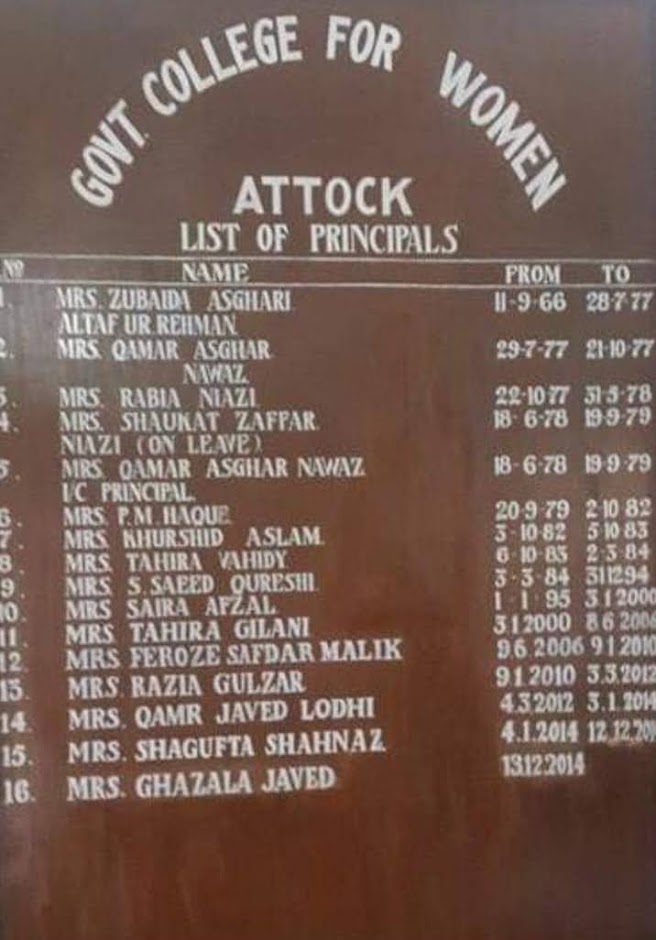 GOVT. COLLEGE FOR WOMEN
ATTOCK
LIST OF PRINCIPALS
NO NAME FROM TO
1. MRS. ZUBAIDA ASGHARI 11-9-66 28-7-77
ALTAF UR REHMAN
2. MRS. QAMAR ASGHAR 29-7-77 21-10-77
NAWAZ
3. MRS. RABIA NIAZI 22-10-77 31-5-78
4. MRS. SHAUKAT ZAFFAR 18-6-78 19-9-79
NIAZI (ON LEAVE)
5. MRS. QAMAR ASGHAR NAWAZ 18-6-78 19-9-79
I/C PRINCIPAL
6. MRS. P.M. HAQUE 20-9-79 2-10-82
7. MRS. KHURSHID ASLAM 3-10-82 5-10-83
8. MRS. TAHIRA VAHIDY 6-10-83 2-3-84
9. MRS S. SAEED QURESHI 3-3-84 311294
10. MRS SAIRA AFZAL 1-1-95 3.1.2000
11. MRS TAHIRA GILANI 3.1.2000 8.6.2006
12. MRS FEROZE SAFDAR MALIK 9.6.2006 9.1.2010
13. MRS. RAZIA GULZAR 9.1.2010 3.3.2012
14. MRS. QAMR JAVED LODHI 4.3.2012 3.1.2014
15. MRS. SHAGUFTA SHAHNAZ 4.1.2014 12.12.201
16. MRS. GHAZALA JAVED 13.12.2014